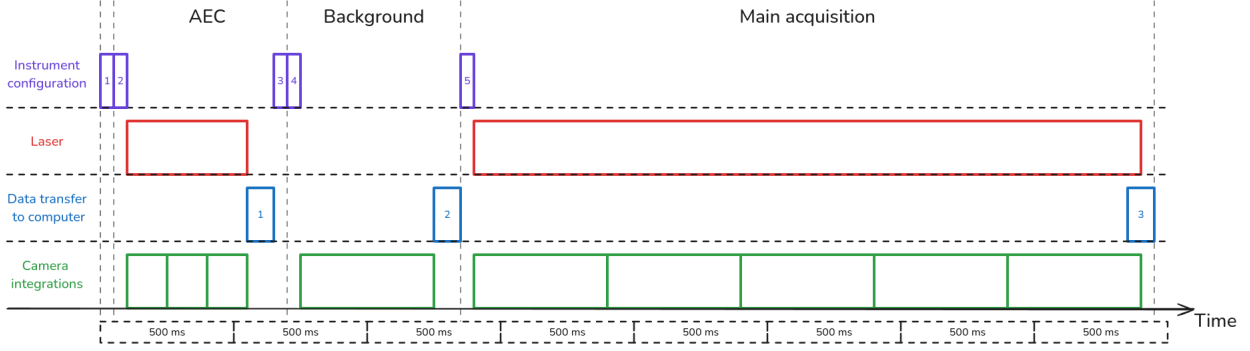 AEC
Background
Main acquisition
Instrument
configuration
1
2
3
4
5
Laser
Data transfer
to computer
1
2
3
Camera
integrations
Time
500 ms
500 ms
500 ms
500 ms
500 ms
500 ms
500 ms
500 ms